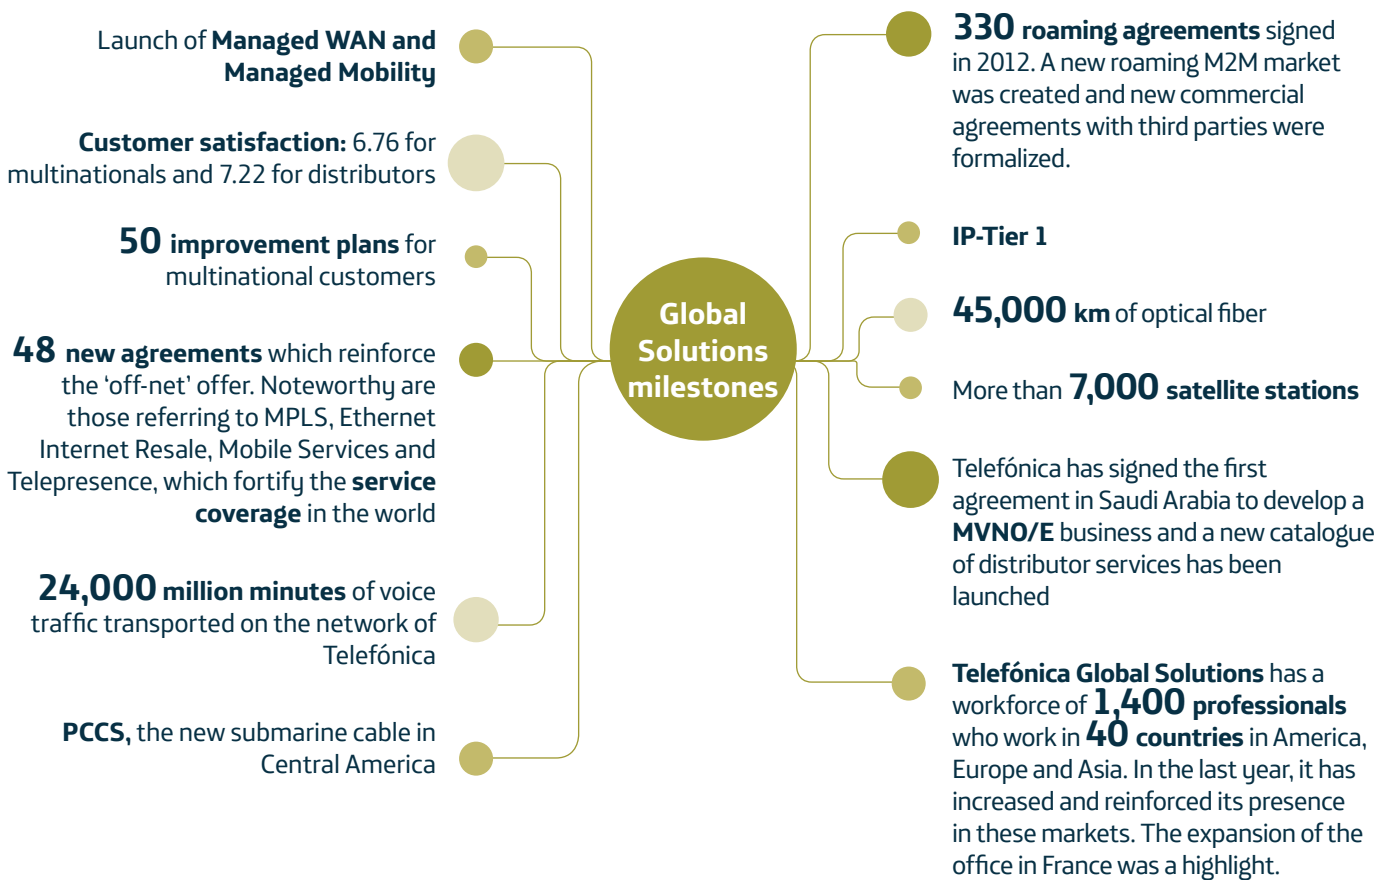 Launch of Managed WAN and
Managed Mobility
Customer satisfaction: 6.76 for
multinationals and 7.22 for distributors
50 improvement plans for
multinational customers
48 new agreements which reinforce
the ‘off-net’ offer. Noteworthy are
those referring to MPLS, Ethernet
Internet Resale, Mobile Services and
Telepresence, which fortify the service
coverage in the world
24,000 million minutes of voice
traffic transported on the network of
Telefónica
PCCS, the new submarine cable in
Central America
Global
Solutions
milestones
330 roaming agreements signed
in 2012. A new roaming M2M market
was created and new commercial
agreements with third parties were
formalized.
IP-Tier 1
45,000 km of optical fiber
More than 7,000 satellite stations
Telefónica has signed the first
agreement in Saudi Arabia to develop a
MVNO/E business and a new catalogue
of distributor services has been
launched
Telefónica Global Solutions has a
workforce of 1,400 professionals
who work in 40 countries in America,
Europe and Asia. In the last year, it has
increased and reinforced its presence
in these markets. The expansion of the
office in France was a highlight.